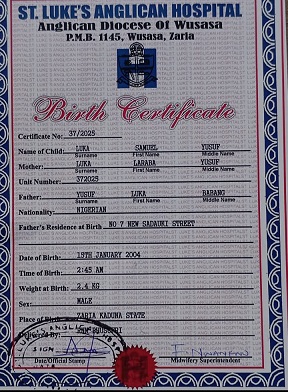 ST. LUKE'S ANGLICAN HOSPITAL
Anglican Diocese Of Wusasa
P.M.B. 1145, Wusasa, Zaria
Birth Certificate
Certificate No: 37/2025
Name of Child: LUKA SAMUEL YUSUF
Surname First Name Middle Name
Mother: LUKA LARABA YUSUF
Surname First Name Middle Name
Unit Number: 372025
Father: YUSUF LUKA BABANG
Surname First Name Middle Name
Nationality: NIGERIAN
Father's Residence at Birth NO 7 NEW SADAUKI STREET
Date of Birth: 15TH JANUARY 2004
Time of Birth: 2:45 AM
Weight at Birth: 2.4 KG
Sex: MALE
Place of Birth: ZARIA KADUNA STATE
SIGN
Date/Official Stamp Midwifery Superintendent